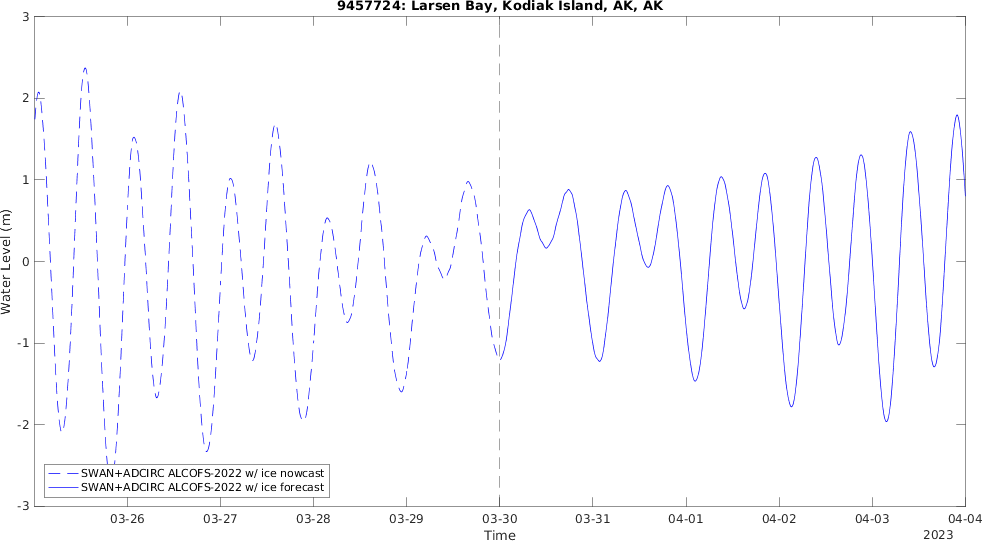 9457724: Larsen Bay, Kodiak Island, AK, AK
3
2
1
0
-1
-2
-3
Water Level (m)
SWAN+ADCIRC ALCOFS-2022 w/ ice nowcast
SWAN+ADCIRC ALCOFS-2022 w/ ice forecast
03-26 03-27 03-28 03-29 03-30 03-31 04-01 04-02 04-03 04-04
Time
2023